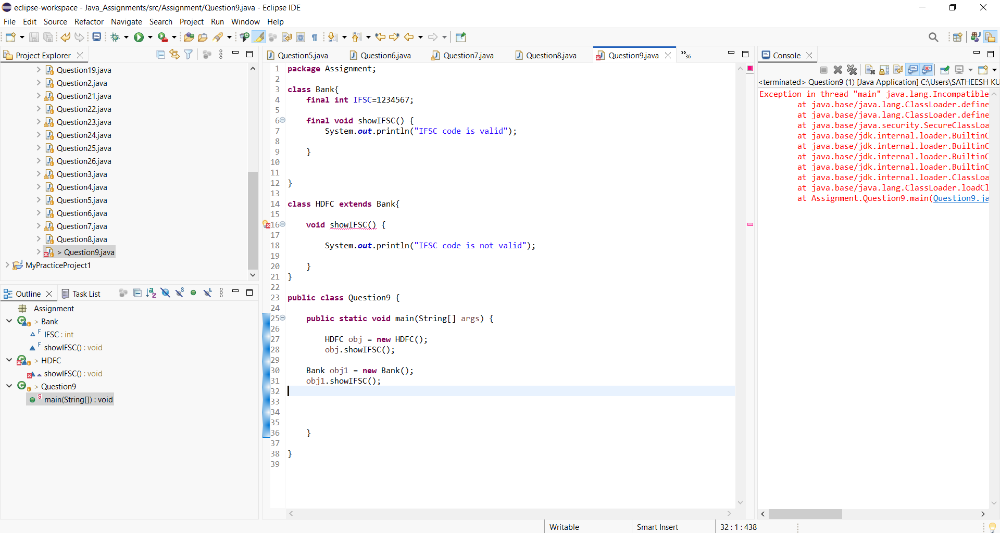 eclipse-workspace - Java_Assignments/src/Assignment/Question9.java - Eclipse IDE
File Edit Source Refactor Navigate Search Project Run Window Help
Project Explorer
Question19.java
Question2.java
Question21.java
Question22.java
Question23.java
Question24.java
Question25.java
Question26.java
Question3.java
Question4.java
Question5.java
Question6.java
Question7.java
Question8.java
> Question9.java
MyPracticeProject1
Outline Task List
Assignment
> Bank
IFSC : int
showIFSC() : void
> HDFC
showIFSC() : void
> Question9
main(String[]) : void
Question5.java Question6.java Question7.java Question8.java Question9.java »36
1 package Assignment;
2
3 class Bank{
4 final int IFSC=1234567;
5
6 final void showIFSC() {
7 System.out.println("IFSC code is valid");
8
9 }
10
11
12 }
13
14 class HDFC extends Bank{
15
16 void showIFSC() {
17
18 System.out.println("IFSC code is not valid");
19
20 }
21 }
22
23 public class Question9 {
24
25 public static void main(String[] args) {
26
27 HDFC obj = new HDFC();
28 obj.showIFSC();
29
30 Bank obj1 = new Bank();
31 obj1.showIFSC();
32
33
34
35
36 }
37
38 }
39
Console
<terminated> Question9 (1) [Java Application] C:\Users\SATHEESH KU
Exception in thread "main" java.lang.Incompatible
at java.base/java.lang.ClassLoader.define
at java.base/java.lang.ClassLoader.define
at java.base/java.security.SecureClassLoa
at java.base/jdk.internal.loader.BuiltinC
at java.base/jdk.internal.loader.BuiltinC
at java.base/jdk.internal.loader.BuiltinC
at java.base/jdk.internal.loader.BuiltinC
at java.base/jdk.internal.loader.ClassLoa
at java.base/java.lang.ClassLoader.loadCl
at Assignment.Question9.main(Question9.ja
Writable Smart Insert 32 : 1 : 438